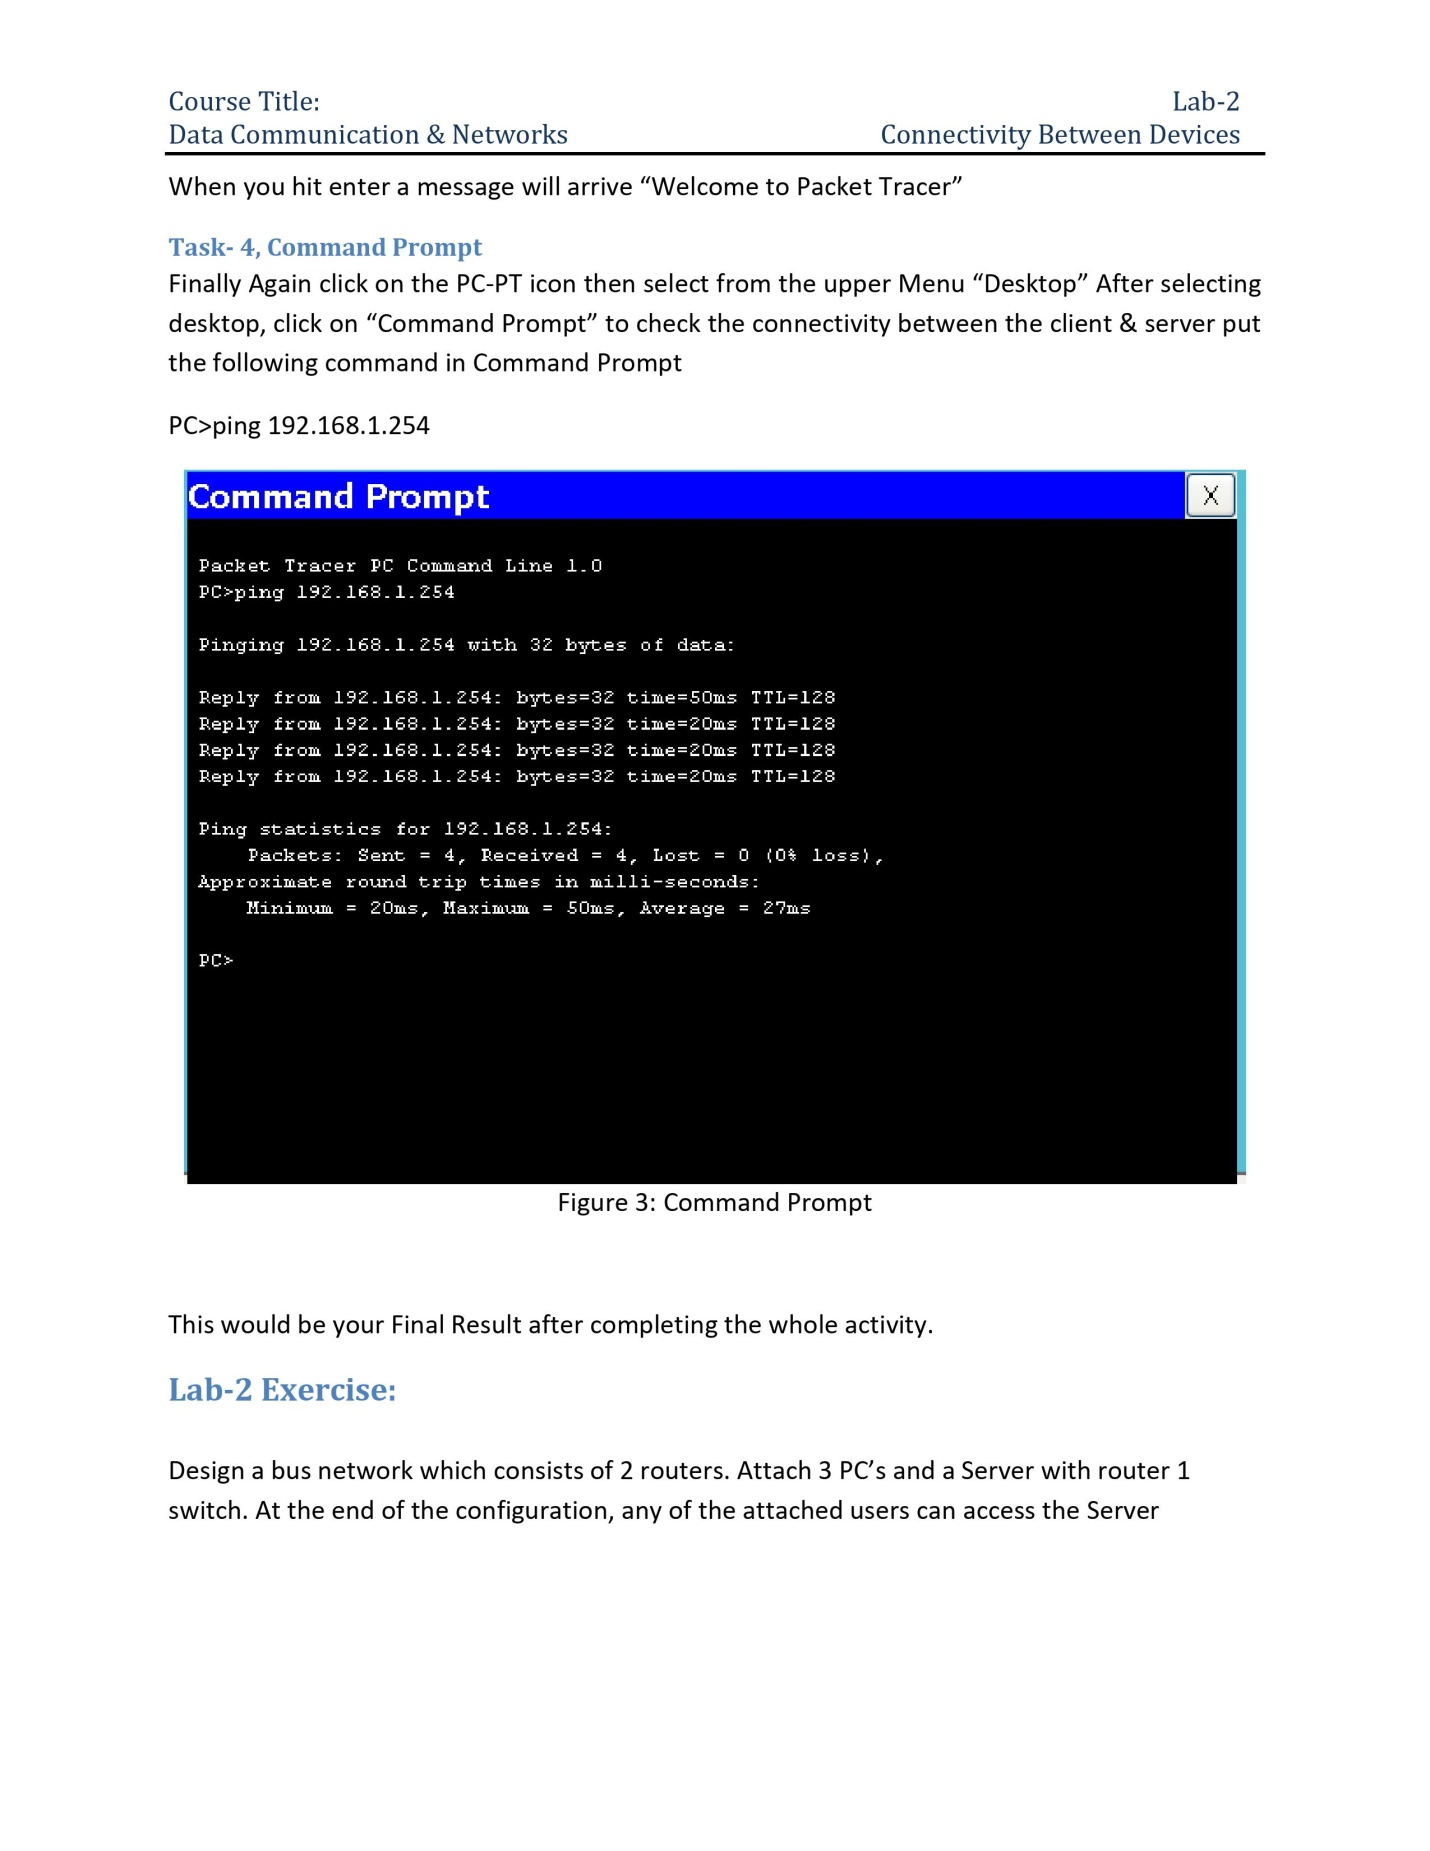 Course Title:
Lab-2
Data Communication & Networks
Connectivity Between Devices
When you hit enter a message will arrive “Welcome to Packet Tracer”
Task- 4, Command Prompt
Finally Again click on the PC-PT icon then select from the upper Menu “Desktop” After selecting
desktop, click on “Command Prompt” to check the connectivity between the client & server put
the following command in Command Prompt
PC>ping 192.168.1.254
Command Prompt
X
Packet Tracer PC Command Line 1.0
PC>ping 192.168.1.254
Pinging 192.168.1.254 with 32 bytes of data:
Reply from 192.168.1.254: bytes=32 time=50ms TTL=128
Reply from 192.168.1.254: bytes=32 time=20ms TTL=128
Reply from 192.168.1.254: bytes=32 time=20ms TTL=128
Reply from 192.168.1.254: bytes=32 time=20ms TTL=128
Ping statistics for 192.168.1.254:
Packets: Sent = 4, Received = 4, Lost = 0 (0% loss),
Approximate round trip times in milli-seconds:
Minimum = 20ms, Maximum = 50ms, Average = 27ms
PC>
Figure 3: Command Prompt
This would be your Final Result after completing the whole activity.
Lab-2 Exercise:
Design a bus network which consists of 2 routers. Attach 3 PC’s and a Server with router 1
switch. At the end of the configuration, any of the attached users can access the Server